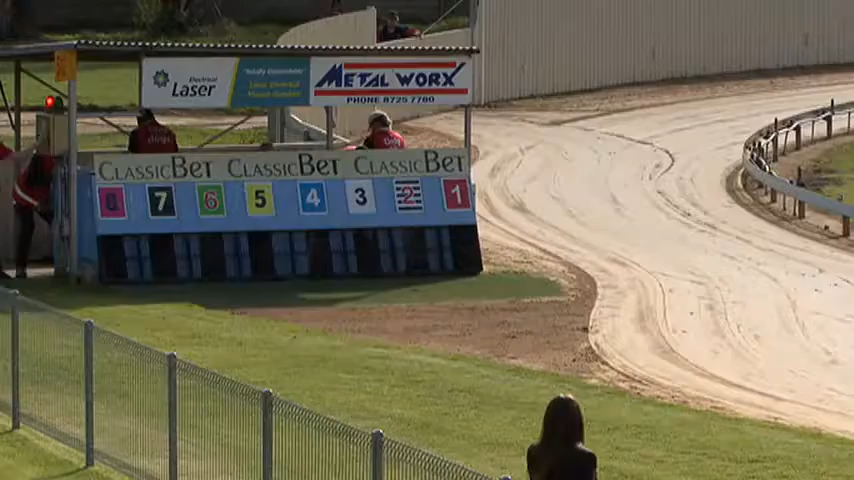 Electrical
Laser
METAL WORX
PHONE 8725 7780
CLASSICBET CLASSICBET CLASSICBET
8 7 6 5 4 3 2 1